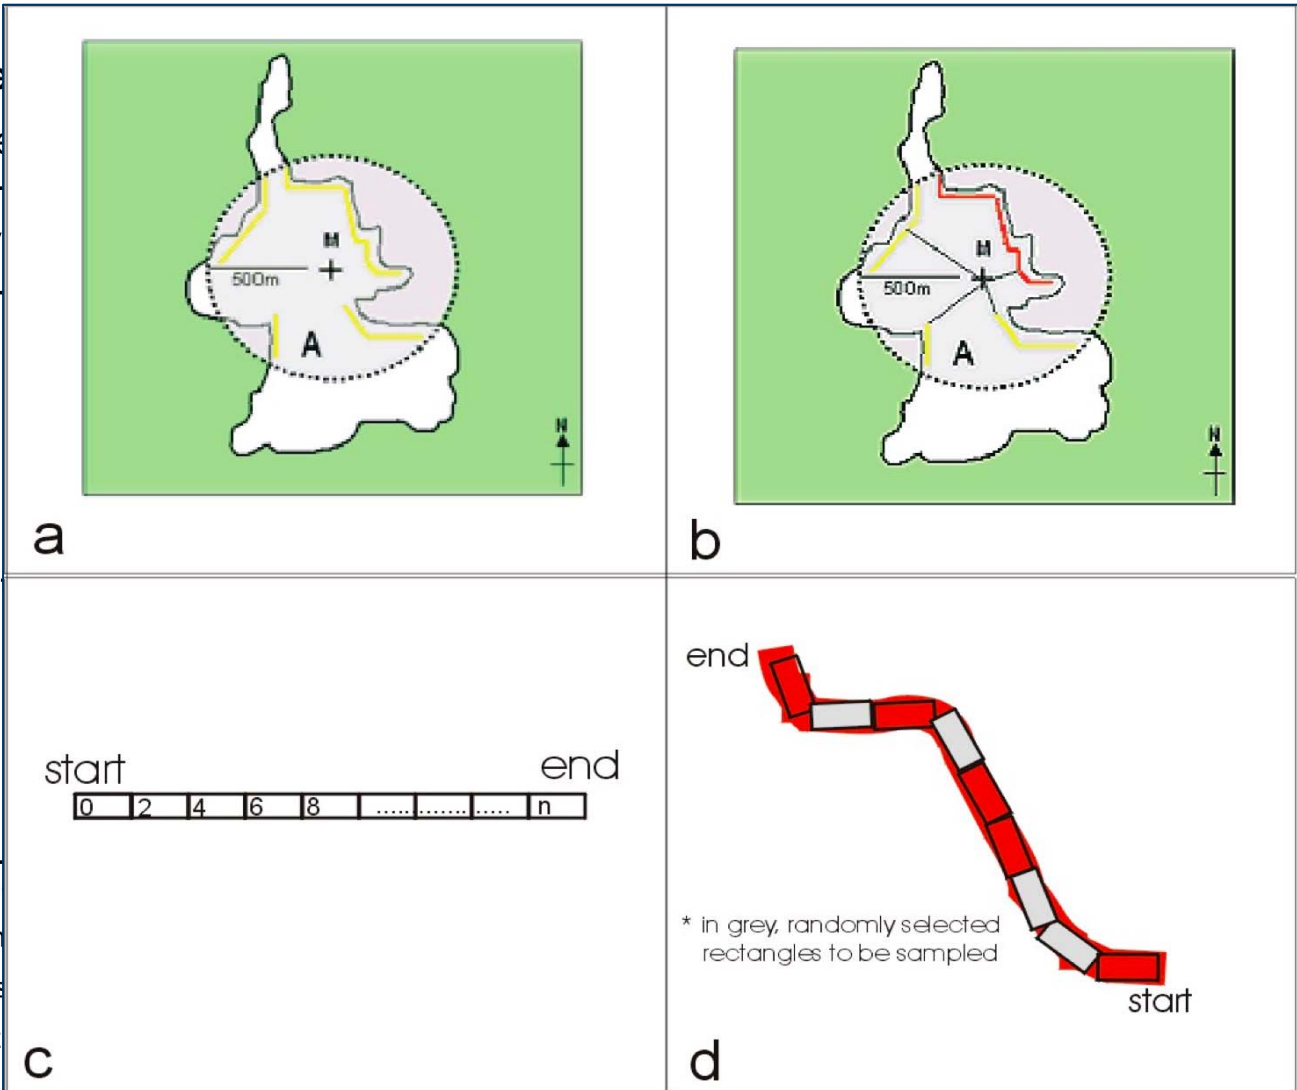 M
500m
A
N
a
M
500m
A
N
b
start
end
0 2 4 6 8 ...... ....... ..... n
c
end
* in grey, randomly selected
rectangles to be sampled
start
d